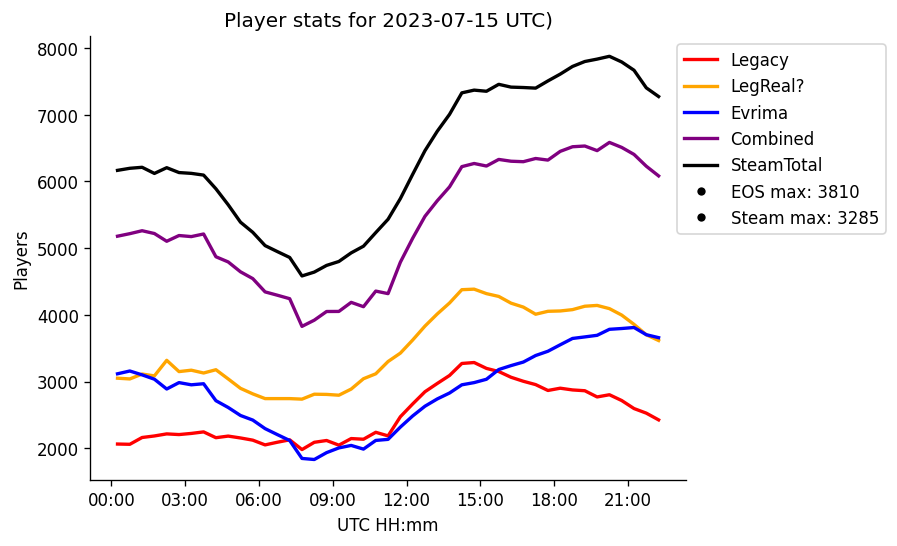 Player stats for 2023-07-15 UTC)
8000
7000
6000
5000
4000
3000
2000
Players
00:00 03:00 06:00 09:00 12:00 15:00 18:00 21:00
UTC HH:mm
Legacy
LegReal?
Evrima
Combined
SteamTotal
EOS max: 3810
Steam max: 3285